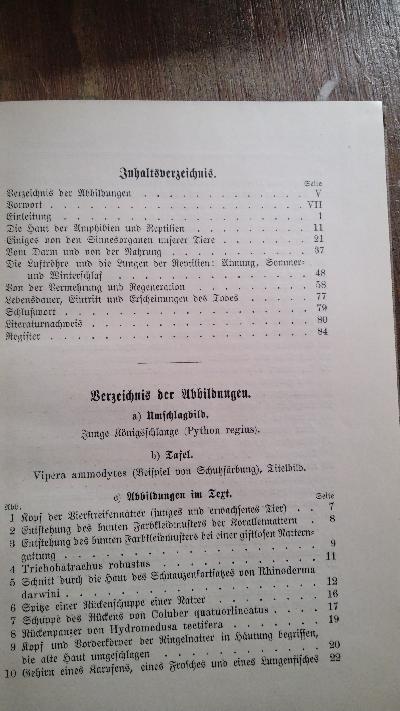 Inhaltsverzeichnis.
Seite
Verzeichnis der Abbildungen V
Vorwort VII
Einleitung 1
Die Haut der Amphibien und Reptilien 11
Einiges von den Sinnesorganen unserer Tiere 21
Vom Darm und von der Nahrung 37
Die Luftröhre und die Lungen der Reptilien: Atmung, Sommer-
und Winterschlaf 48
Von der Vermehrung und Regeneration 58
Lebensdauer, Eintritt und Erscheinungen des Todes 77
Schlußwort 79
Literaturnachweis 80
Register 84
Verzeichnis der Abbildungen.
a) Umschlagbild.
Junge Königsschlange (Python regius).
b) Tafel.
Vipera ammodytes (Beispiel von Schutzfärbung), Titelbild.
c) Abbildungen im Text.
Abb. Seite
1 Kopf der Vierstreifennatter (junges und erwachsenes Tier) 7
2 Entstehung des bunten Farbkleidmusters der Korallennattern 8
3 Entstehung des bunten Farbkleidmusters bei einer giftlosen Nattern-
gattung 9
4 Trichobatrachus robustus 11
5 Schnitt durch die Haut des Schnauzenfortsatzes von Rhinoderma
darwini 12
6 Spitze einer Rückenschuppe einer Natter 16
7 Schuppe des Rückens von Coluber quatuorlineatus 17
8 Rückenpanzer von Hydromedusa tectifera 19
9 Kopf und Vorderkörper der Ringelnatter in Häutung begriffen,
die alte Haut umgeschlagen 20
10 Gehirn eines Karpfens, eines Frosches und eines Lungenfisches 22